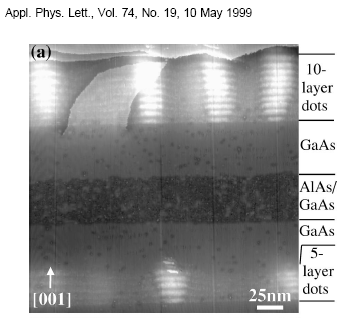 Appl. Phys. Lett., Vol. 74, No. 19, 10 May 1999
(a)
10-
layer
dots
GaAs
AlAs/
GaAs
GaAs
5-
layer
dots
[001]
25nm